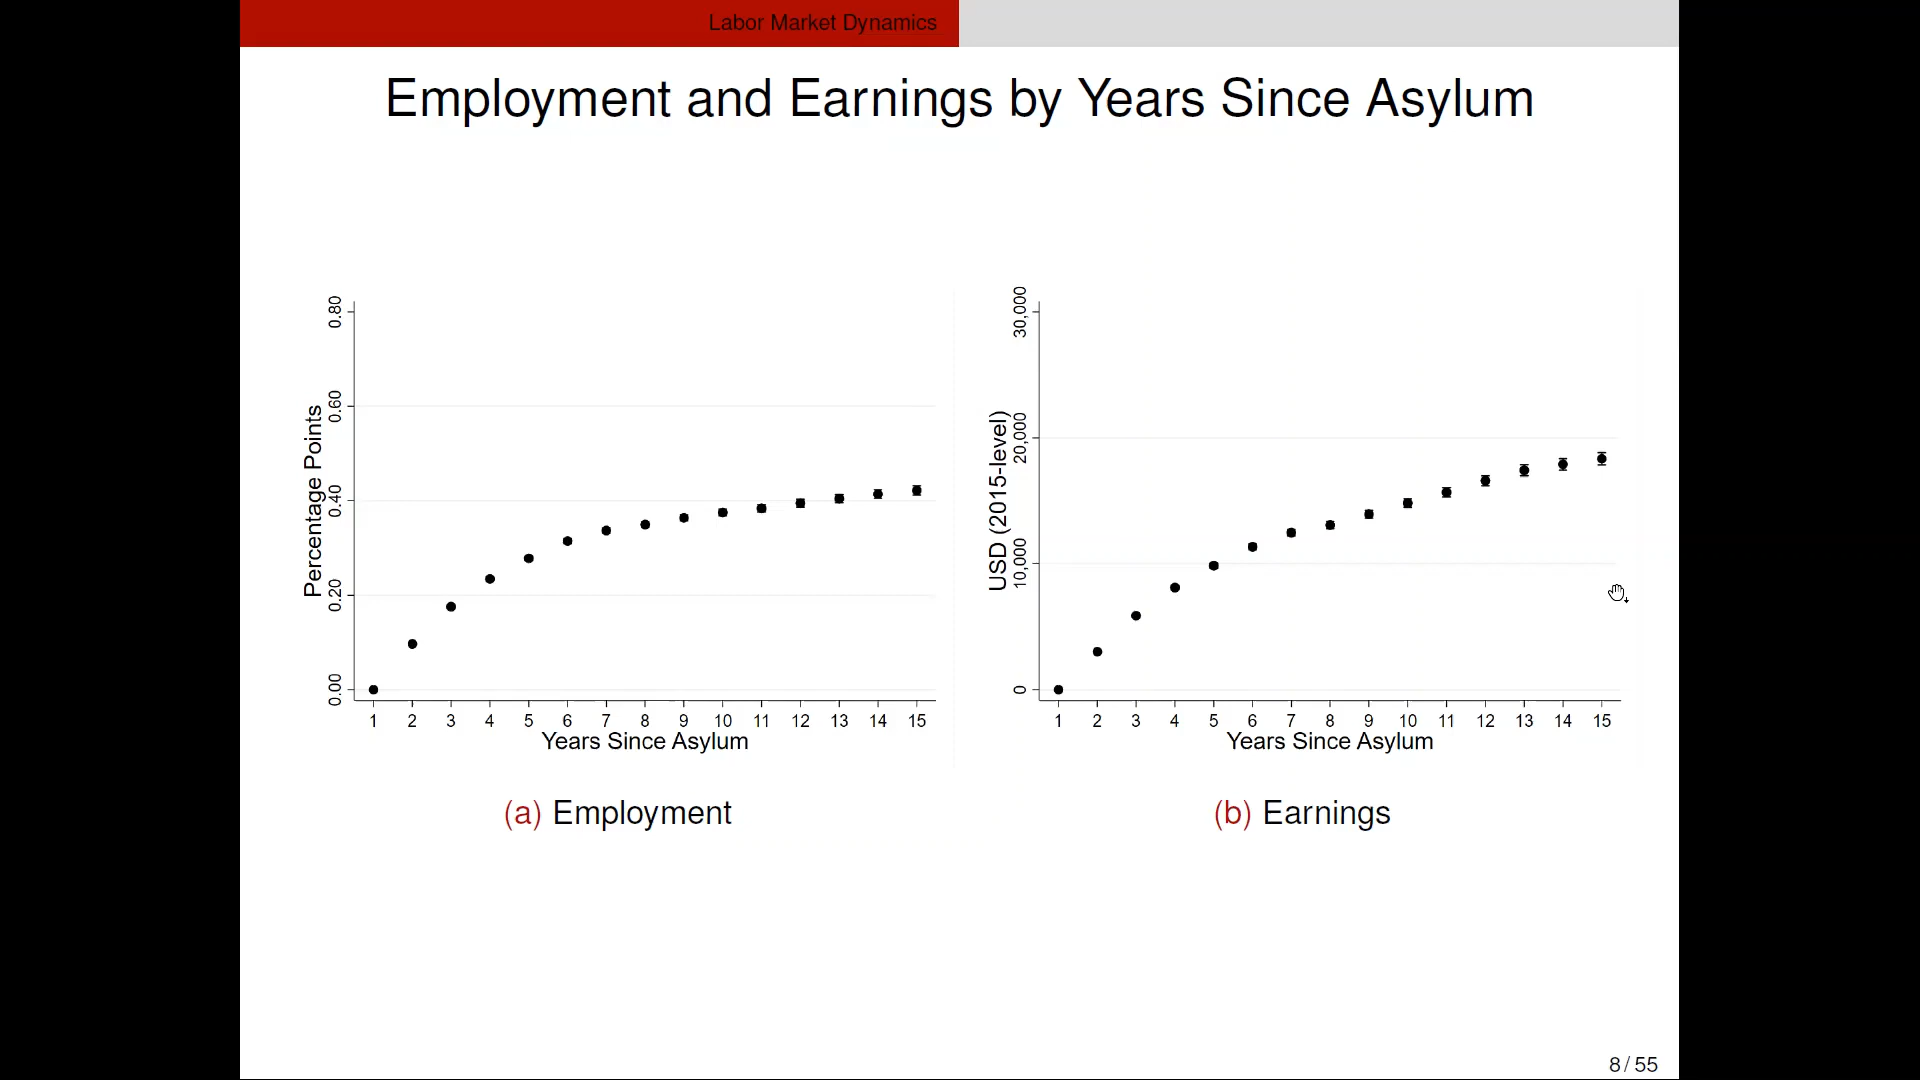 Labor Market Dynamics
Employment and Earnings by Years Since Asylum
Percentage Points
0.80
0.60
0.40
0.20
0.00
1 2 3 4 5 6 7 8 9 10 11 12 13 14 15
Years Since Asylum
(a) Employment
USD (2015-level)
30,000
20,000
10,000
0
1 2 3 4 5 6 7 8 9 10 11 12 13 14 15
Years Since Asylum
(b) Earnings
8 / 55